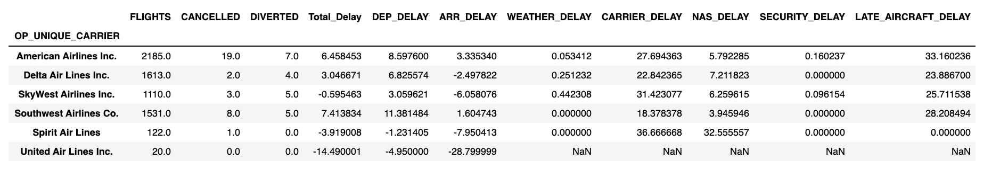 FLIGHTS CANCELLED DIVERTED Total_Delay DEP_DELAY ARR_DELAY WEATHER_DELAY CARRIER_DELAY NAS_DELAY SECURITY_DELAY LATE_AIRCRAFT_DELAY
OP_UNIQUE_CARRIER
American Airlines Inc. 2185.0 19.0 7.0 6.458453 8.597600 3.335340 0.053412 27.694363 5.792285 0.160237 33.160236
Delta Air Lines Inc. 1613.0 2.0 4.0 3.046671 6.825574 -2.497822 0.251232 22.842365 7.211823 0.000000 23.886700
SkyWest Airlines Inc. 1110.0 3.0 5.0 -0.595463 3.059621 -6.058076 0.442308 31.423077 6.259615 0.096154 25.711538
Southwest Airlines Co. 1531.0 8.0 5.0 7.413834 11.381484 1.604743 0.000000 18.378378 3.945946 0.000000 28.208494
Spirit Air Lines 122.0 1.0 0.0 -3.919008 -1.231405 -7.950413 0.000000 36.666668 32.555557 0.000000 0.000000
United Air Lines Inc. 20.0 0.0 0.0 -14.490001 -4.950000 -28.799999 NaN NaN NaN NaN NaN